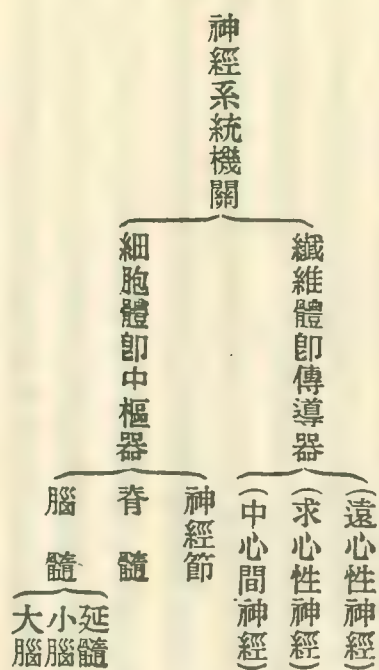 神經系統機關
纖維體卽傳導器
(遠心性神經)
(求心性神經)
(中心間神經)
細胞體卽中樞器
神經節
脊髓
腦髓
延髓
小腦
大腦